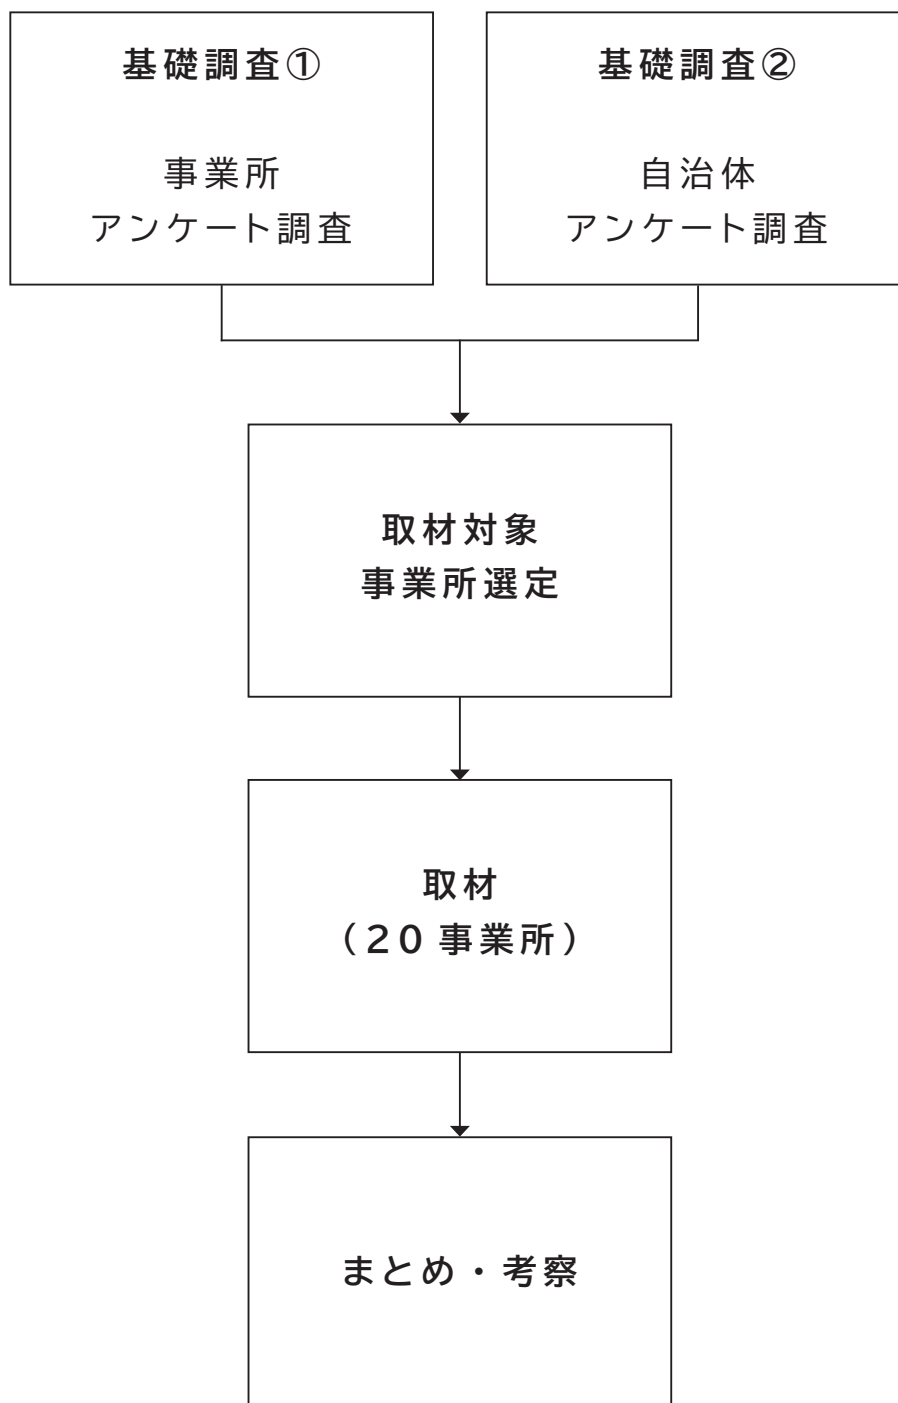 基礎調査①
事業所
アンケート調査
基礎調査②
自治体
アンケート調査
取材対象
事業所選定
取材
（20 事業所）
まとめ・考察